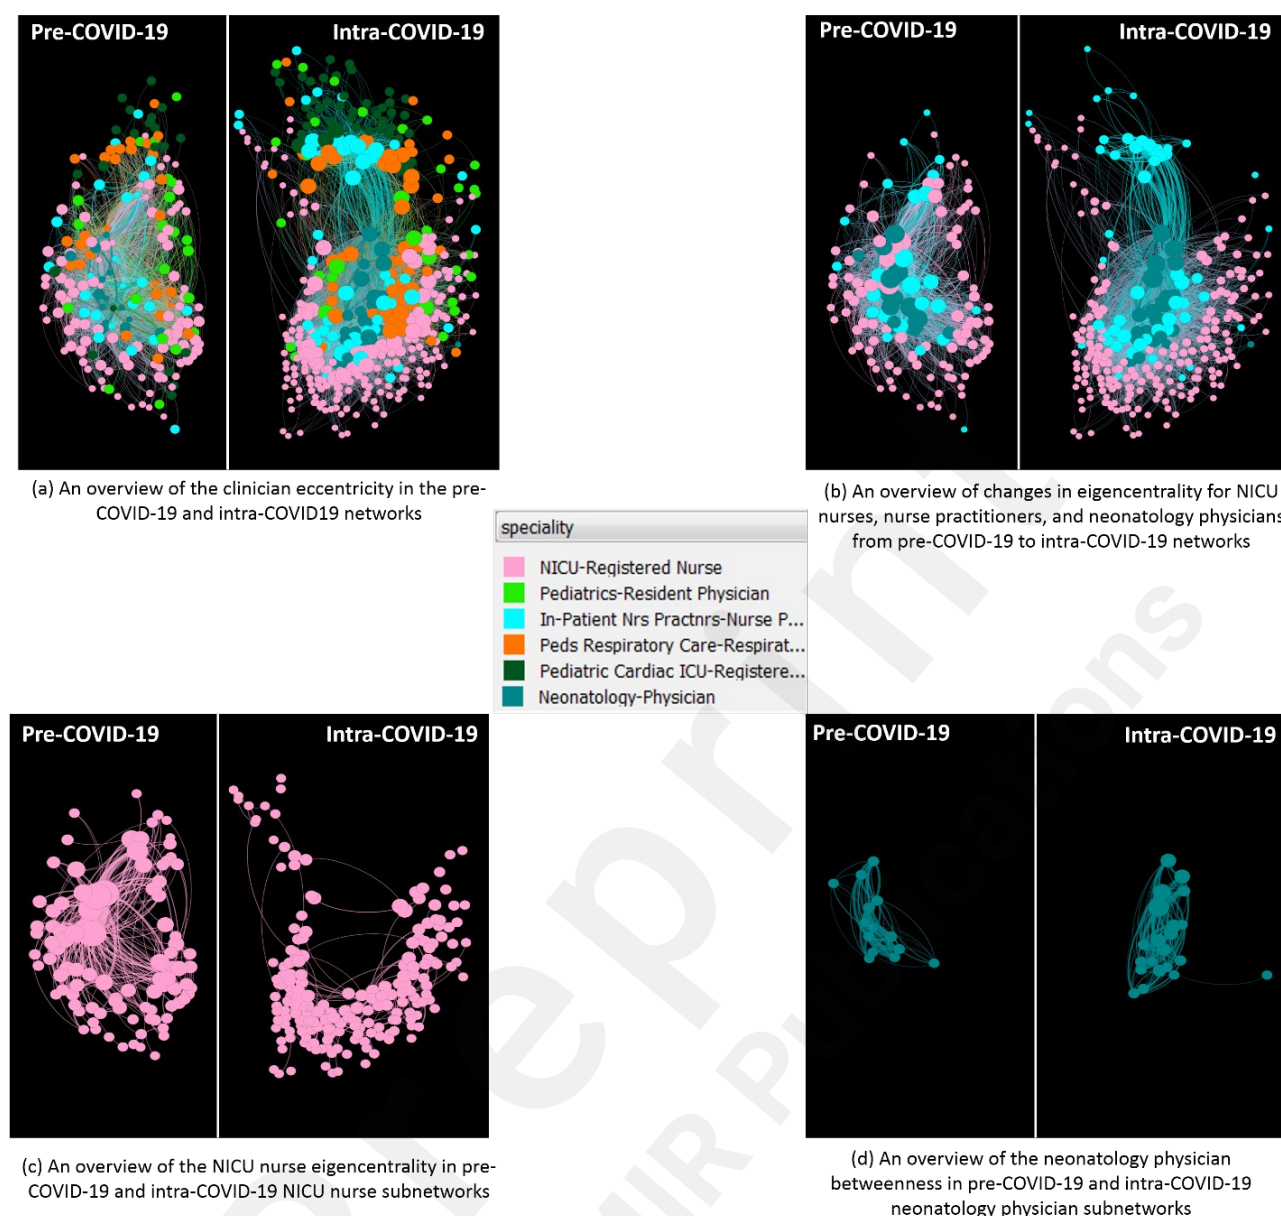 Pre-COVID-19
Intra-COVID-19
(a) An overview of the clinician eccentricity in the pre-
COVID-19 and intra-COVID19 networks
Pre-COVID-19
Intra-COVID-19
(b) An overview of changes in eigencentrality for NICU
nurses, nurse practitioners, and neonatology physicians
from pre-COVID-19 to intra-COVID-19 networks
speciality
NICU-Registered Nurse
Pediatrics-Resident Physician
In-Patient Nrs Practnrs-Nurse P...
Peds Respiratory Care-Respirat...
Pediatric Cardiac ICU-Registere...
Neonatology-Physician
Pre-COVID-19
Intra-COVID-19
(c) An overview of the NICU nurse eigencentrality in pre-
COVID-19 and intra-COVID-19 NICU nurse subnetworks
Pre-COVID-19
Intra-COVID-19
(d) An overview of the neonatology physician
betweenness in pre-COVID-19 and intra-COVID-19
neonatology physician subnetworks
Preprint
JMIR Publications